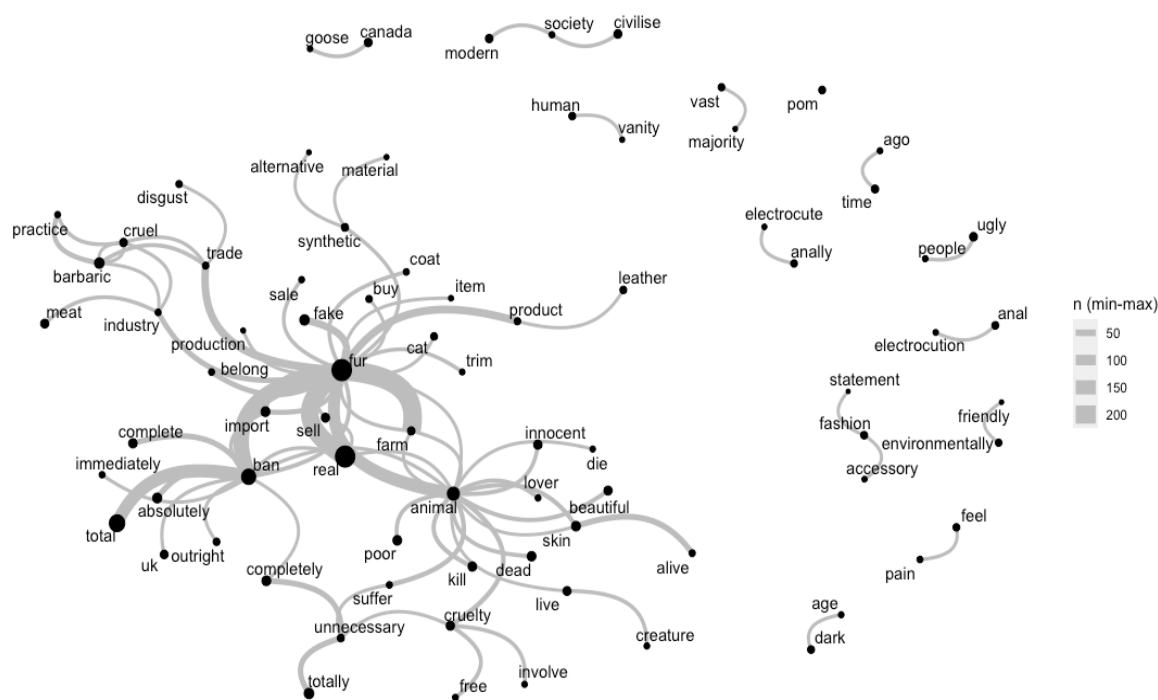 goose
canada
modern
society
civilise
human
vanity
vast
majority
pom
ago
time
alternative
material
disgust
practice
cruel
barbaric
trade
synthetic
electrocute
anally
ugly
people
coat
leather
sale
buy
item
fake
product
meat
industry
production
belong
fur
cat
trim
anal
electrocution
n (min-max)
50
100
150
200
statement
fashion
accessory
friendly
environmentally
import
sell
farm
complete
immediately
ban
real
innocent
die
lover
animal
beautiful
absolutely
total
uk
outright
poor
skin
alive
dead
kill
feel
pain
completely
suffer
live
unnecessary
cruelty
creature
age
dark
totally
free
involve